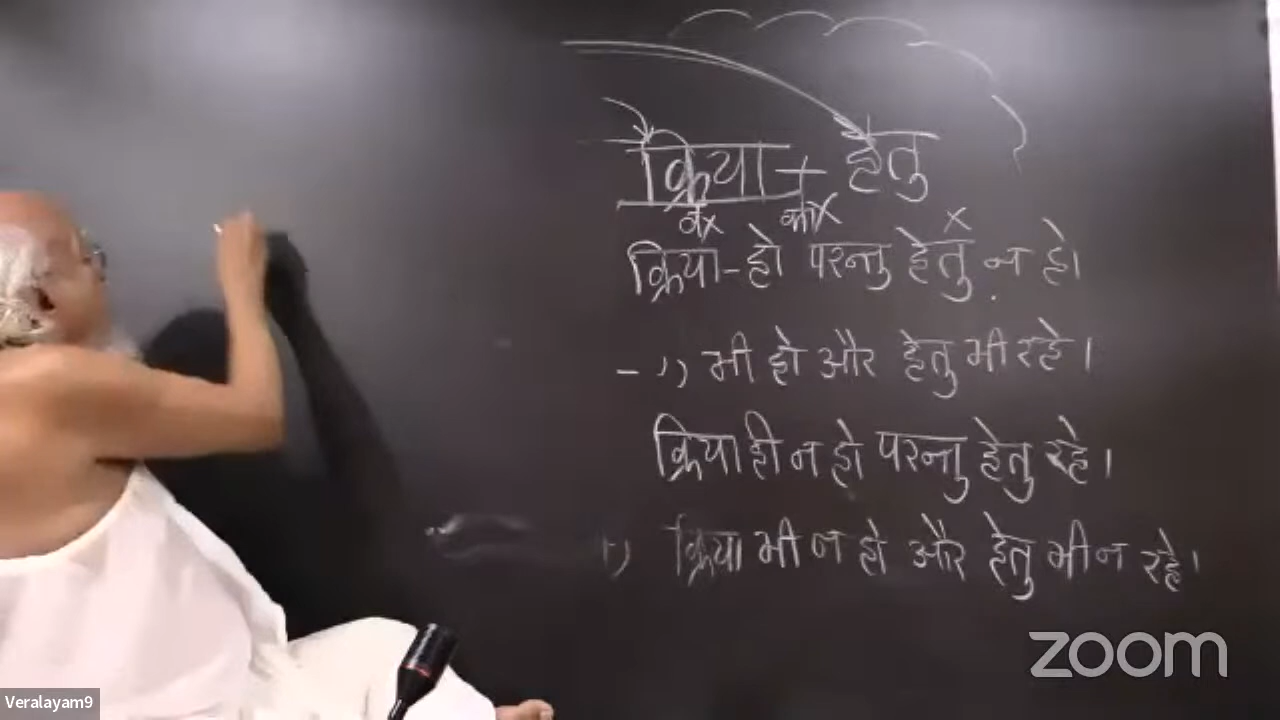 क्रिया + हेतु
क्रिया - हो परन्तु हेतु न हो।
- ,, भी हो और हेतु भी रहे।
क्रिया ही न हो परन्तु हेतु रहे।
क्रिया भी न हो और हेतु भी न रहे।
zoom
Veralayam9